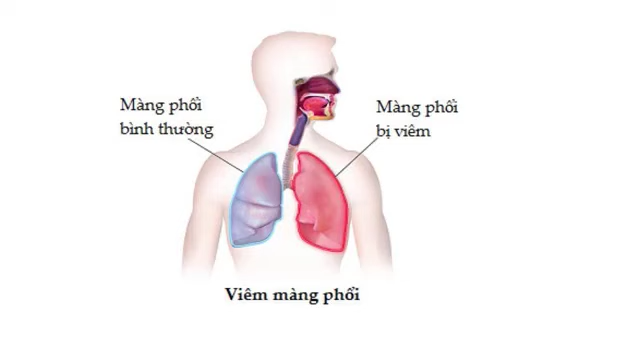 Màng phổi
bình thường
Màng phổi
bị viêm
Viêm màng phổi